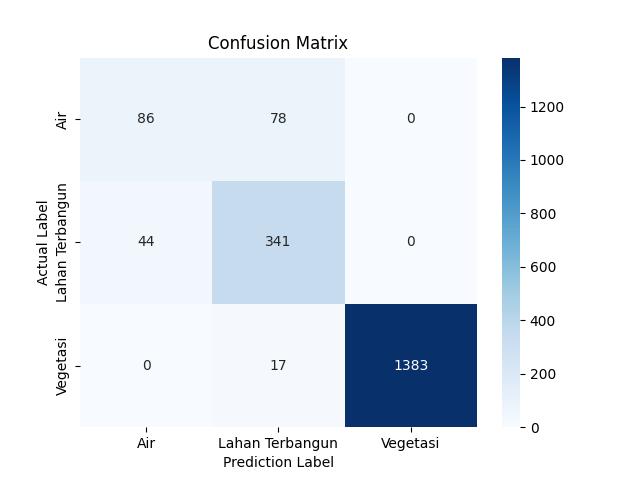 Confusion Matrix
Actual Label
Air
86 78 0
Lahan Terbangun
44 341 0
Vegetasi
0 17 1383
Air Lahan Terbangun Vegetasi
Prediction Label
1200
1000
800
600
400
200
0